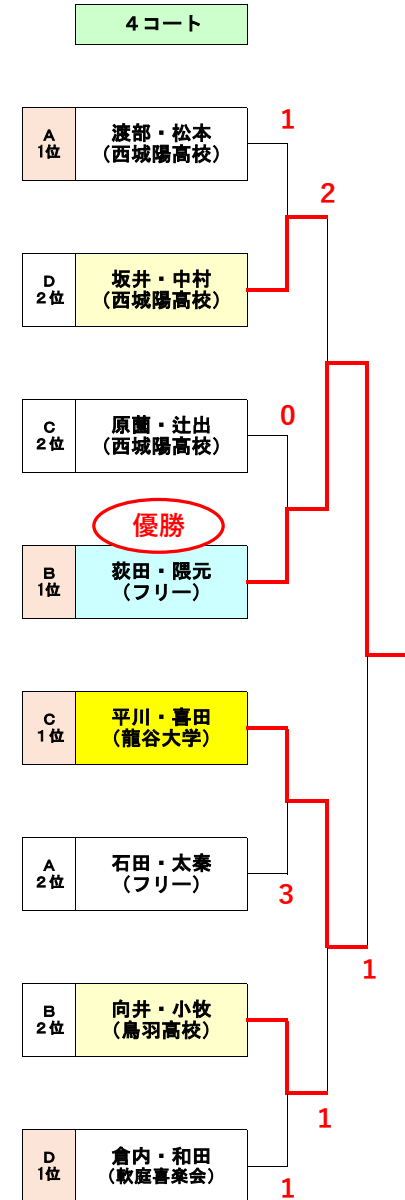 4コート
1
A
1位
渡部・松本
（西城陽高校）
2
D
2位
坂井・中村
（西城陽高校）
0
C
2位
原薗・辻出
（西城陽高校）
優勝
B
1位
荻田・隈元
（フリー）
C
1位
平川・喜田
（龍谷大学）
A
2位
石田・太秦
（フリー）
3
1
B
2位
向井・小牧
（鳥羽高校）
1
D
1位
倉内・和田
（軟庭喜楽会）
1